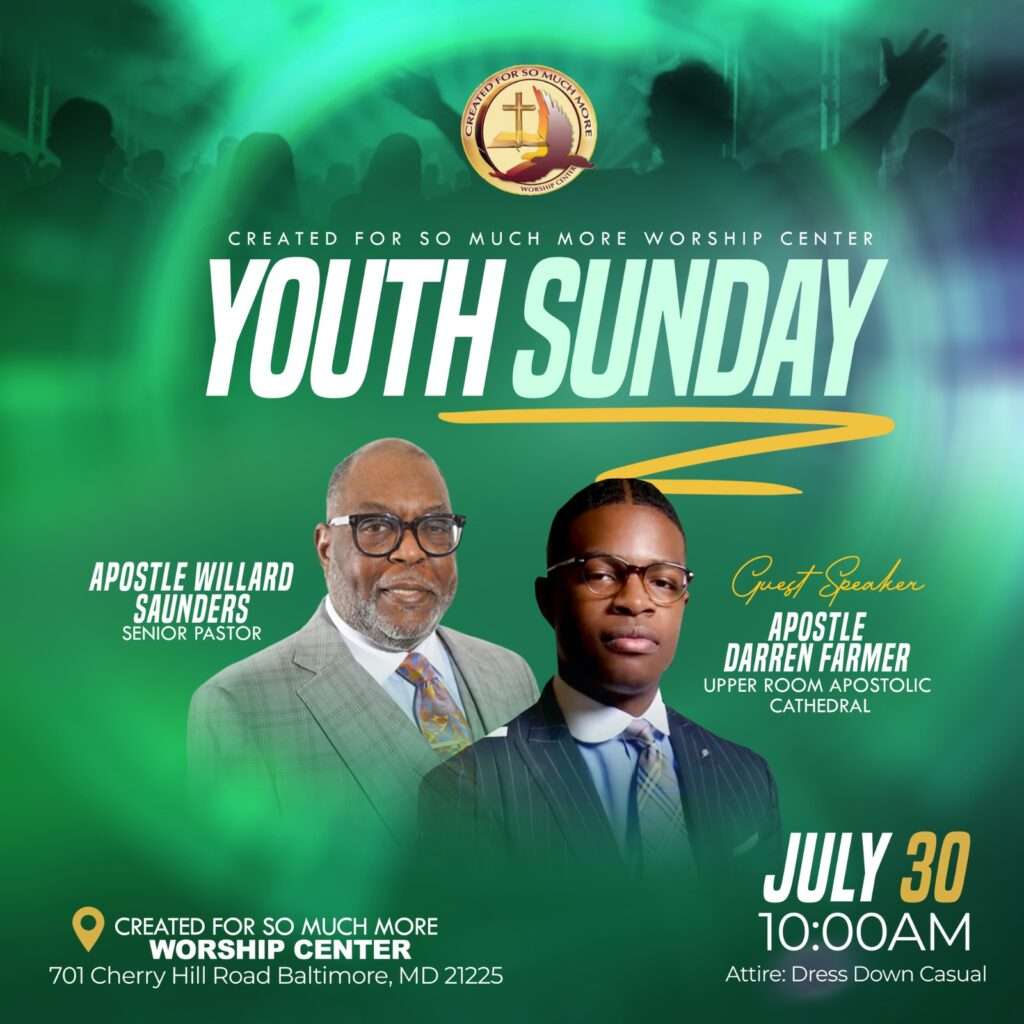 CREATED FOR SO MUCH MORE
WORSHIP CENTER
CREATED FOR SO MUCH MORE WORSHIP CENTER
YOUTH SUNDAY
APOSTLE WILLARD
SAUNDERS
SENIOR PASTOR
Guest Speaker
APOSTLE
DARREN FARMER
UPPER ROOM APOSTOLIC
CATHEDRAL
JULY 30
10:00AM
Attire: Dress Down Casual
CREATED FOR SO MUCH MORE
WORSHIP CENTER
701 Cherry Hill Road Baltimore, MD 21225